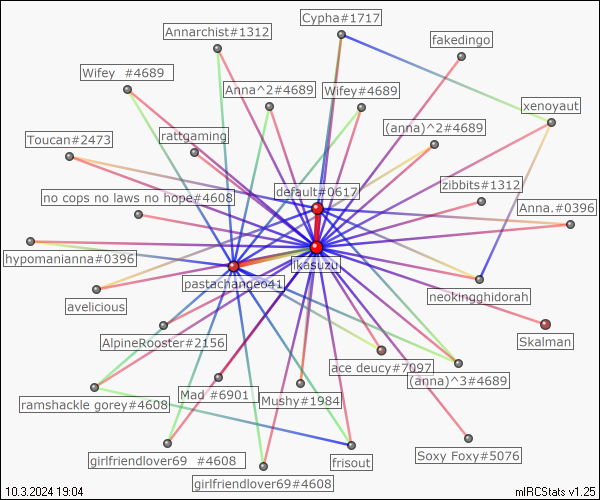 Cypha#1717
Annarchist#1312
fakedingo
Wifey  #4689
Anna^2#4689
Wifey#4689
xenoyaut
(anna)^2#4689
Toucan#2473
rattgaming
default#0617
zibbits#1312
no cops no laws no hope#4608
Anna.#0396
hypomanianna#0396
ikasuzu
pastachangeo41
neokingghidorah
avelicious
Skalman
AlpineRooster#2156
ace deucy#7097
(anna)^3#4689
Mad #6901
Mushy#1984
ramshackle gorey#4608
Soxy Foxy#5076
girlfriendlover69  #4608
frisout
girlfriendlover69#4608
10.3.2024 19:04
mIRCStats v1.25